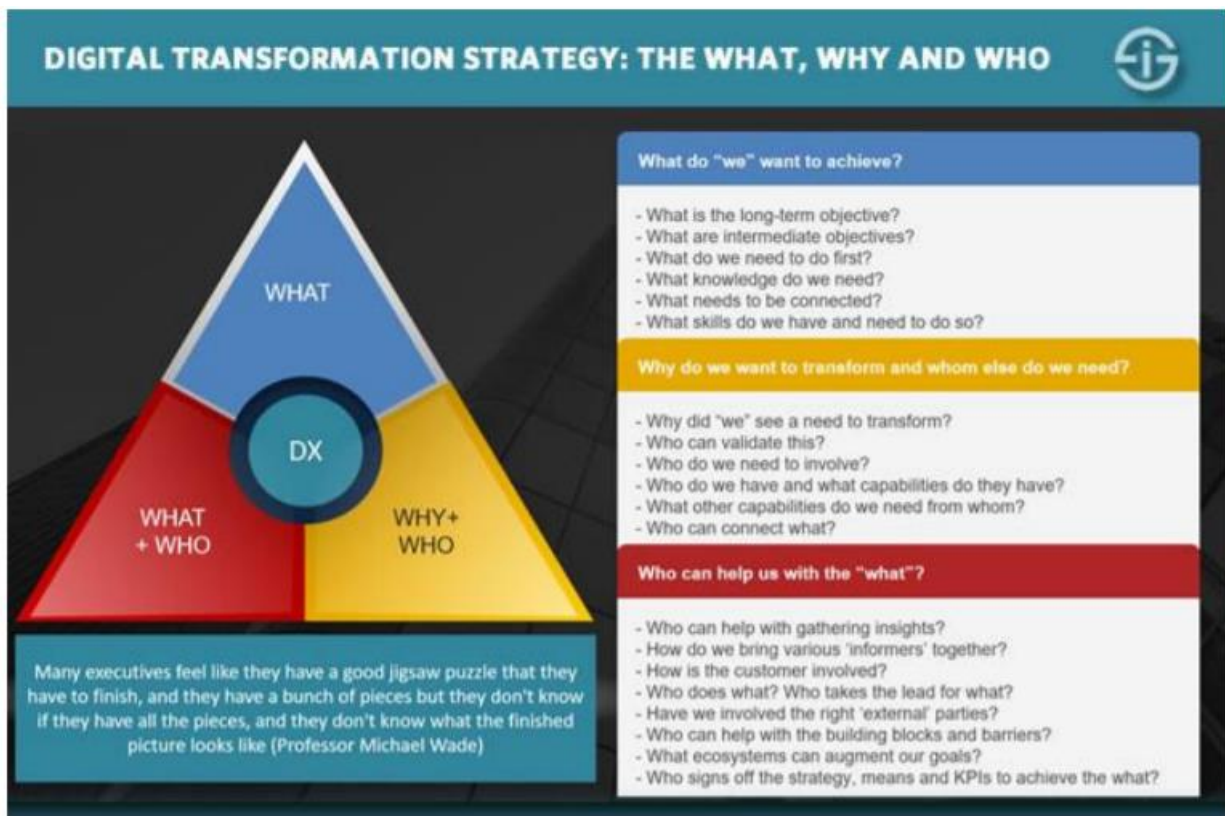 DIGITAL TRANSFORMATION STRATEGY: THE WHAT, WHY AND WHO
WHAT
DX
WHAT
+ WHO
WHY+
WHO
Many executives feel like they have a good jigsaw puzzle that they
have to finish, and they have a bunch of pieces but they don't know
if they have all the pieces, and they don't know what the finished
picture looks like (Professor Michael Wade)
What do "we" want to achieve?
- What is the long-term objective?
- What are intermediate objectives?
- What do we need to do first?
- What knowledge do we need?
- What needs to be connected?
- What skills do we have and need to do so?
Why do we want to transform and whom else do we need?
- Why did "we" see a need to transform?
- Who can validate this?
- Who do we need to involve?
- Who do we have and what capabilities do they have?
- What other capabilities do we need from whom?
- Who can connect what?
Who can help us with the "what"?
- Who can help with gathering insights?
- How do we bring various 'informers' together?
- How is the customer involved?
- Who does what? Who takes the lead for what?
- Have we involved the right 'external' parties?
- Who can help with the building blocks and barriers?
- What ecosystems can augment our goals?
- Who signs off the strategy, means and KPIs to achieve the what?